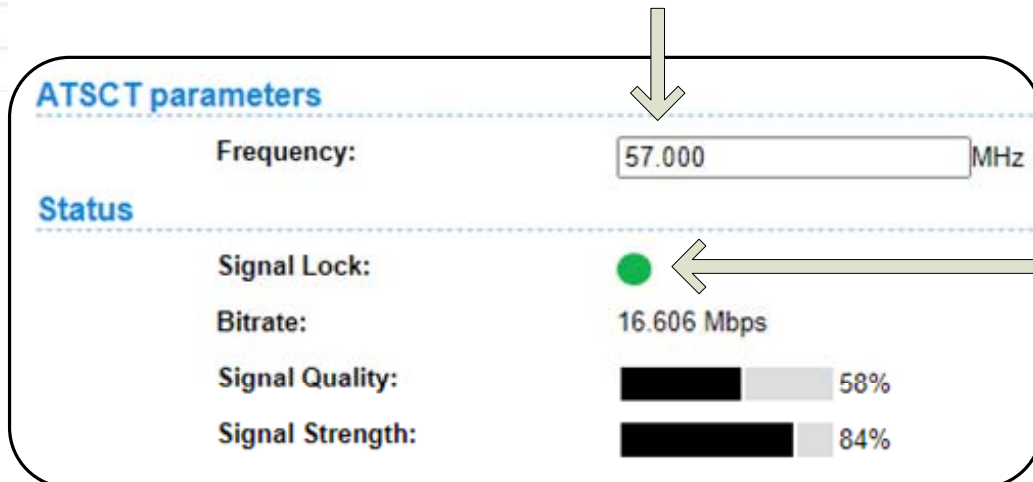 ATSCT parameters
Frequency: 57.000 MHz
Status
Signal Lock:
Bitrate: 16.606 Mbps
Signal Quality: 58%
Signal Strength: 84%